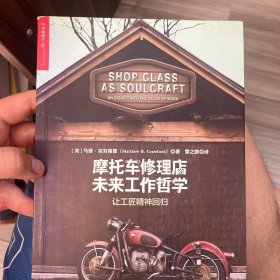 SHOP CLASS
AS SOULCRAFT
AN INQUIRY INTO THE VALUE OF WORK
[美]马修·克劳福德(Matthew B. Crawford)◎著 粟之敦◎译
摩托车修理店
未来工作哲学
让工匠精神回归